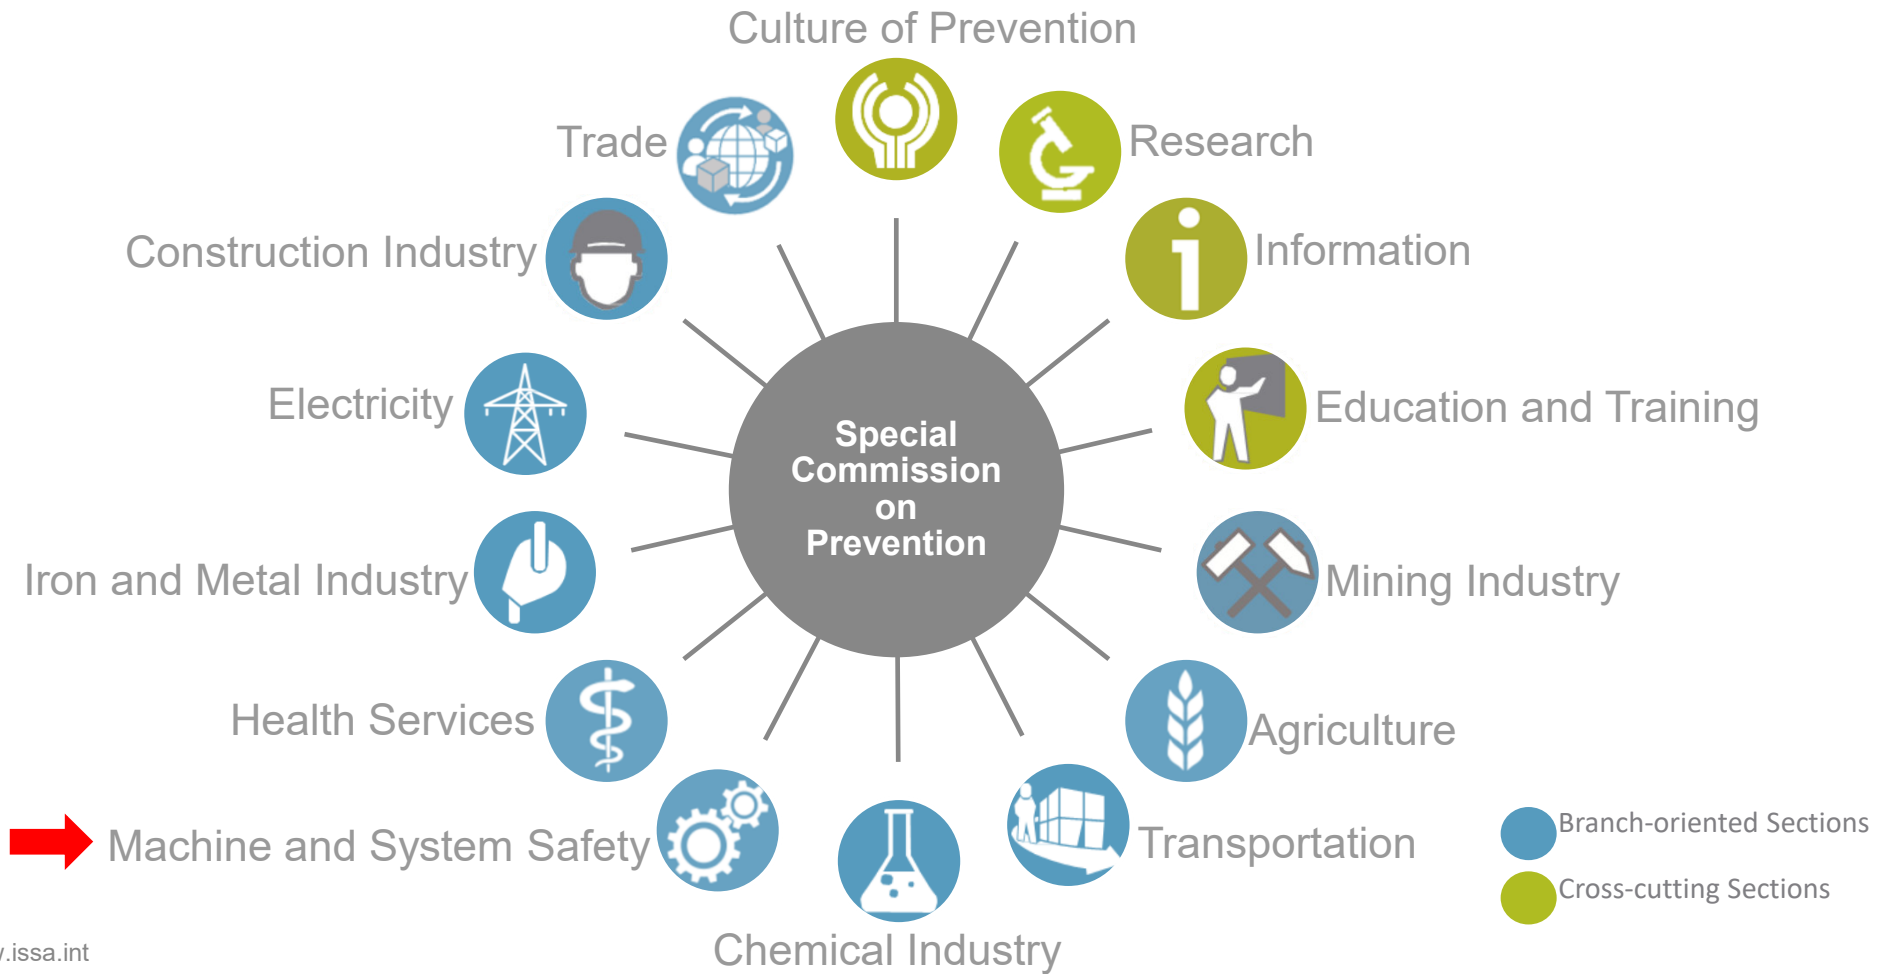 Culture of Prevention
Trade
Research
Construction Industry
Information
Electricity
Education and Training
Special
Commission
on
Prevention
Iron and Metal Industry
Mining Industry
Health Services
Agriculture
Machine and System Safety
Transportation
Branch-oriented Sections
Cross-cutting Sections
Chemical Industry
.issa.int